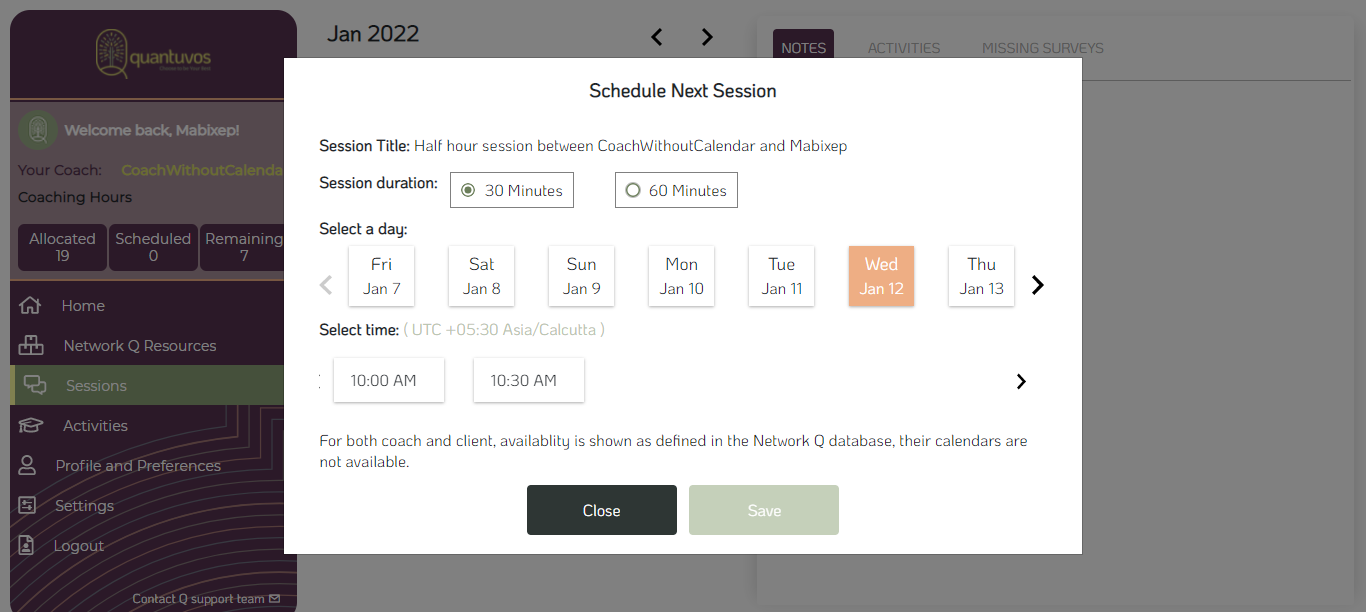 quantuvos
Welcome back, Mabixep!
Your Coach: CoachWithoutCalenda
Coaching Hours
Allocated
19
Scheduled
0
Remaining
7
Home
Network Q Resources
Sessions
Activities
Profile and Preferences
Settings
Logout
Contact Q support team
Jan 2022
NOTES ACTIVITIES MISSING SURVEYS
Schedule Next Session
Session Title: Half hour session between CoachWithoutCalendar and Mabixep
Session duration: 30 Minutes 60 Minutes
Select a day:
Fri Sat Sun Mon Tue Wed Thu
Jan 7 Jan 8 Jan 9 Jan 10 Jan 11 Jan 12 Jan 13
Select time: ( UTC +05:30 Asia/Calcutta )
10:00 AM 10:30 AM
For both coach and client, availablity is shown as defined in the Network Q database, their calendars are
not available.
Close Save